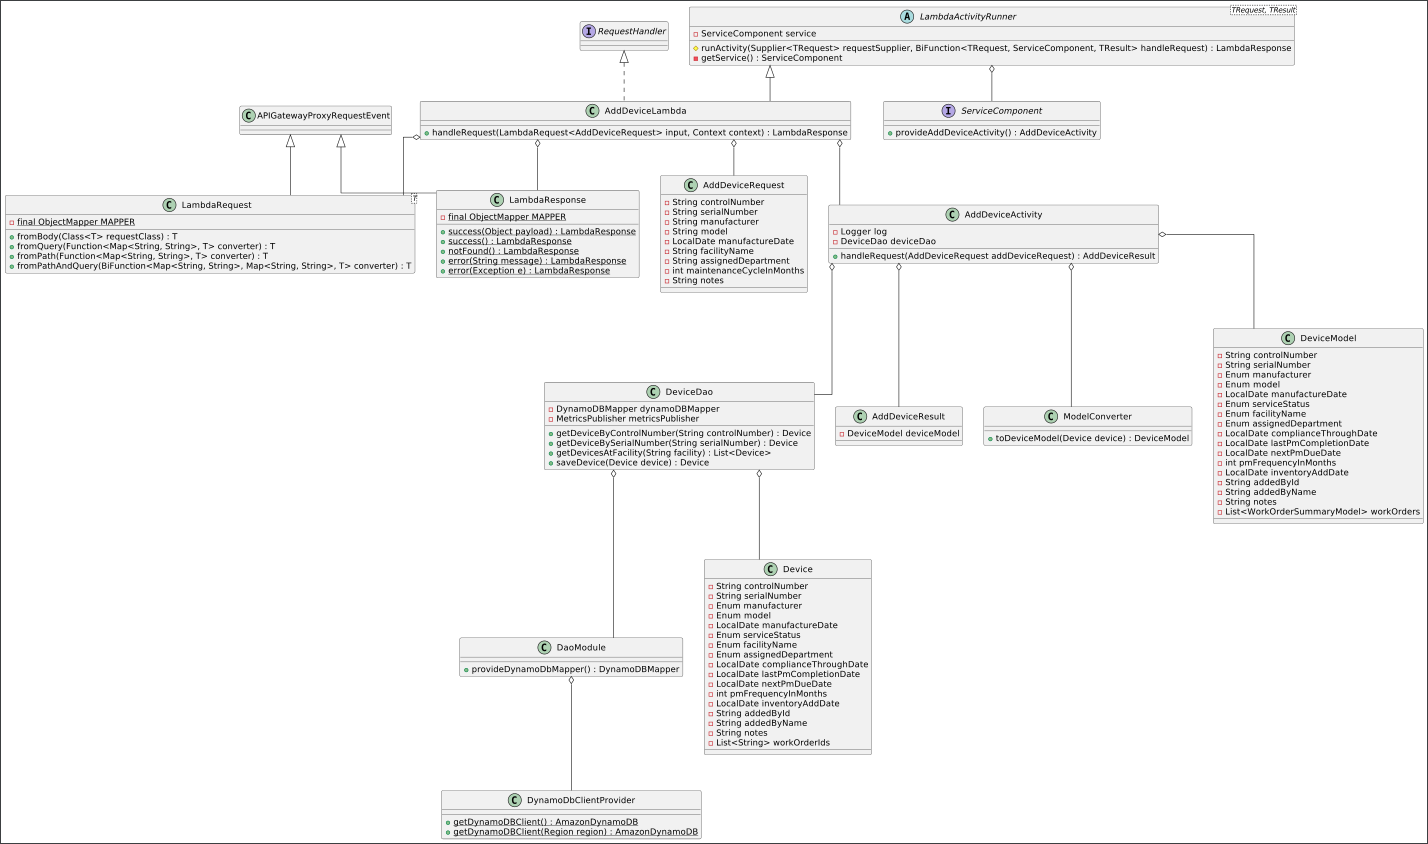 LambdaActivityRunner
TRequest, TResult
ServiceComponent service
runActivity(Supplier<TRequest> requestSupplier, BiFunction<TRequest, ServiceComponent, TResult> handleRequest) : LambdaResponse
getService() : ServiceComponent
RequestHandler
APIGatewayProxyRequestEvent
AddDeviceLambda
handleRequest(LambdaRequest<AddDeviceRequest> input, Context context) : LambdaResponse
ServiceComponent
provideAddDeviceActivity() : AddDeviceActivity
LambdaRequest
T
final ObjectMapper MAPPER
fromBody(Class<T> requestClass) : T
fromQuery(Function<Map<String, String>, T> converter) : T
fromPath(Function<Map<String, String>, T> converter) : T
fromPathAndQuery(BiFunction<Map<String, String>, Map<String, String>, T> converter) : T
LambdaResponse
final ObjectMapper MAPPER
success(Object payload) : LambdaResponse
success() : LambdaResponse
notFound() : LambdaResponse
error(String message) : LambdaResponse
error(Exception e) : LambdaResponse
AddDeviceRequest
String controlNumber
String serialNumber
String manufacturer
String model
LocalDate manufactureDate
String facilityName
String assignedDepartment
int maintenanceCycleInMonths
String notes
AddDeviceActivity
Logger log
DeviceDao deviceDao
handleRequest(AddDeviceRequest addDeviceRequest) : AddDeviceResult
DeviceModel
String controlNumber
String serialNumber
Enum manufacturer
Enum model
LocalDate manufactureDate
Enum serviceStatus
Enum facilityName
Enum assignedDepartment
LocalDate complianceThroughDate
LocalDate lastPmCompletionDate
LocalDate nextPmDueDate
int pmFrequencyInMonths
LocalDate inventoryAddDate
String addedById
String addedByName
String notes
List<WorkOrderSummaryModel> workOrders
DeviceDao
DynamoDBMapper dynamoDBMapper
MetricsPublisher metricsPublisher
getDeviceByControlNumber(String controlNumber) : Device
getDeviceBySerialNumber(String serialNumber) : Device
getDevicesAtFacility(String facility) : List<Device>
saveDevice(Device device) : Device
AddDeviceResult
DeviceModel deviceModel
ModelConverter
toDeviceModel(Device device) : DeviceModel
Device
String controlNumber
String serialNumber
Enum manufacturer
Enum model
LocalDate manufactureDate
Enum serviceStatus
Enum facilityName
Enum assignedDepartment
LocalDate complianceThroughDate
LocalDate lastPmCompletionDate
LocalDate nextPmDueDate
int pmFrequencyInMonths
LocalDate inventoryAddDate
String addedById
String addedByName
String notes
List<String> workOrderIds
DaoModule
provideDynamoDbMapper() : DynamoDBMapper
DynamoDbClientProvider
getDynamoDBClient() : AmazonDynamoDB
getDynamoDBClient(Region region) : AmazonDynamoDB